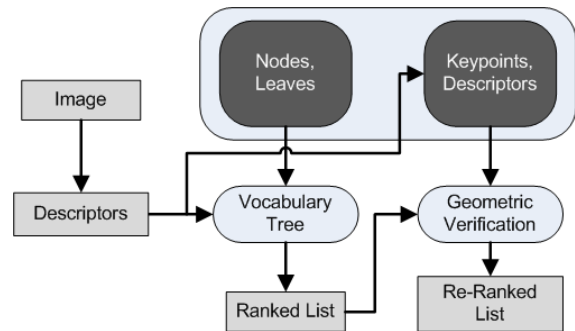 Nodes,
Leaves
Keypoints,
Descriptors
Image
Descriptors
Vocabulary
Tree
Geometric
Verification
Ranked List
Re-Ranked
List